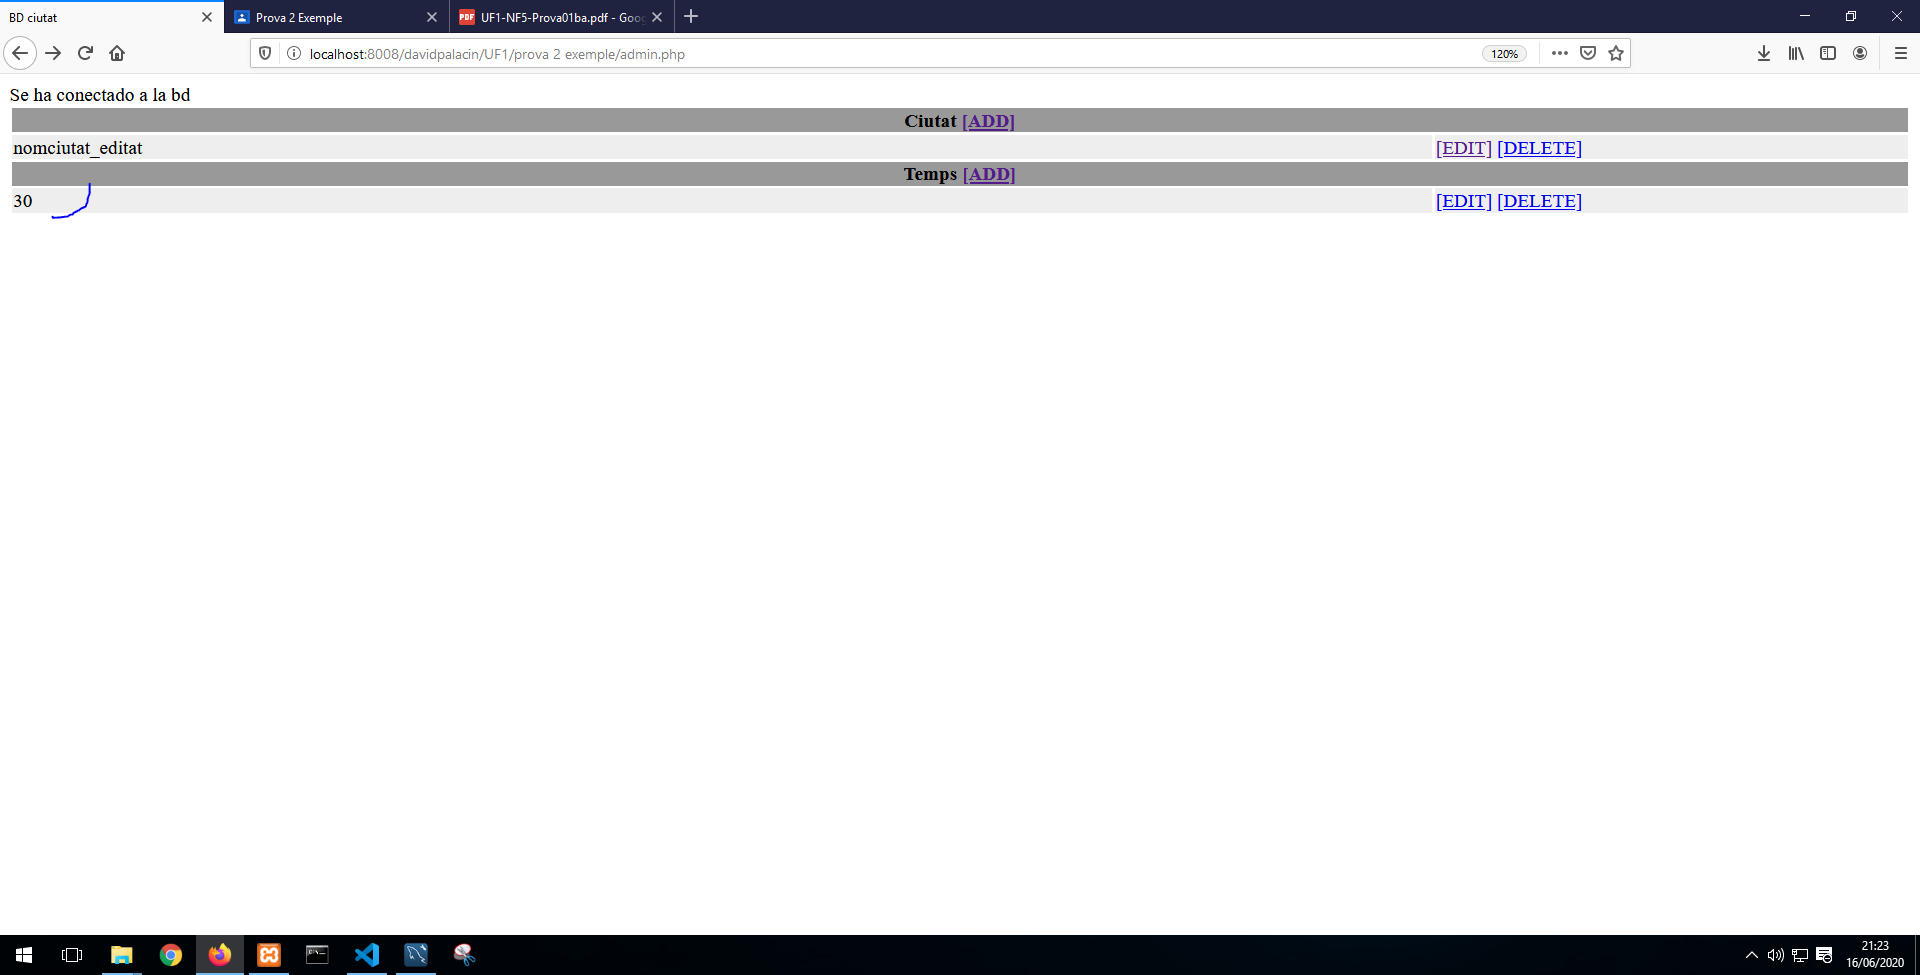 BD ciutat
Prova 2 Exemple
PDF UF1-NF5-Prova01ba.pdf - Goog
localhost:8008/davidpalacin/UF1/prova 2 exemple/admin.php
120%
Se ha conectado a la bd
Ciutat [ADD]
nomciutat_editat [EDIT] [DELETE]
Temps [ADD]
30 [EDIT] [DELETE]
21:23
16/06/2020